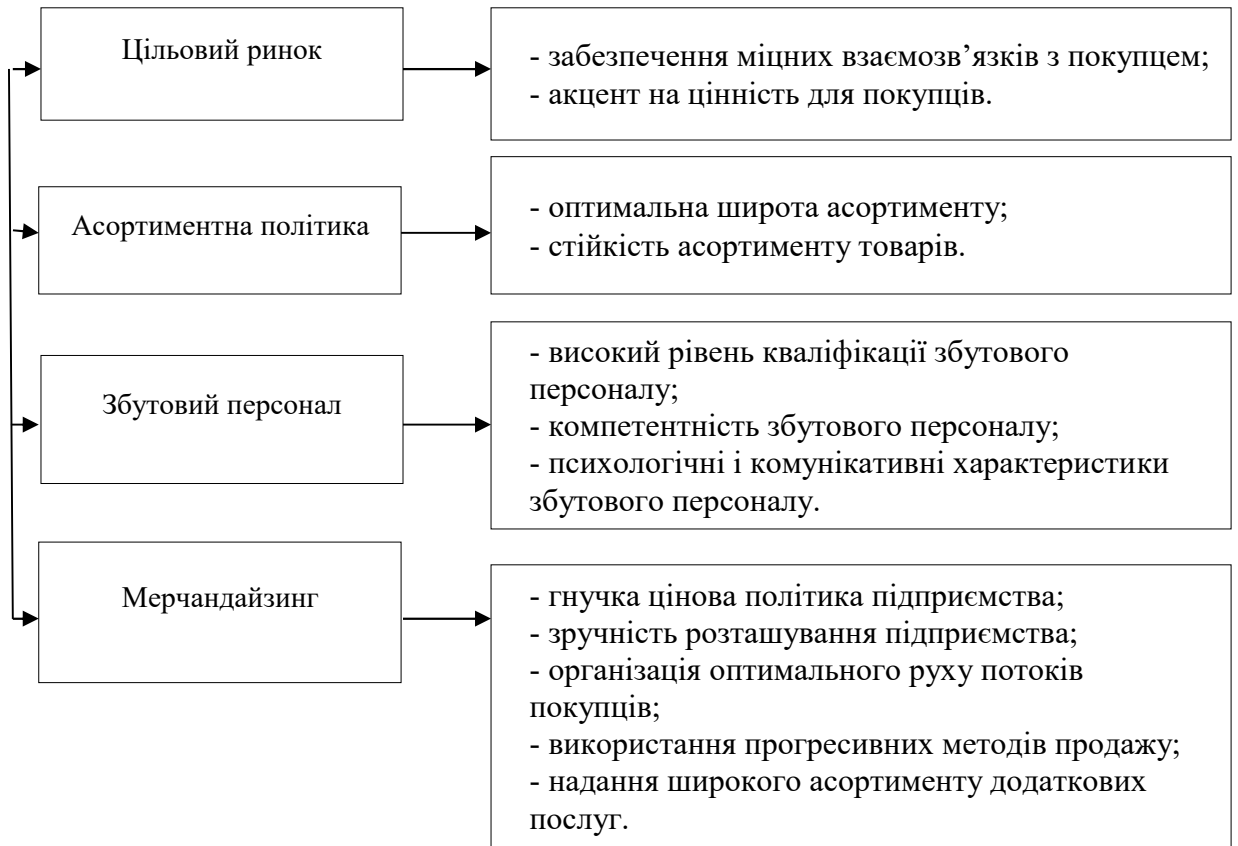 Цільовий ринок
- забезпечення міцних взаємозв’язків з покупцем;
- акцент на цінність для покупців.
Асортиментна політика
- оптимальна широта асортименту;
- стійкість асортименту товарів.
Збутовий персонал
- високий рівень кваліфікації збутового
персоналу;
- компетентність збутового персоналу;
- психологічні і комунікативні характеристики
збутового персоналу.
Мерчандайзинг
- гнучка цінова політика підприємства;
- зручність розташування підприємства;
- організація оптимального руху потоків
покупців;
- використання прогресивних методів продажу;
- надання широкого асортименту додаткових
послуг.